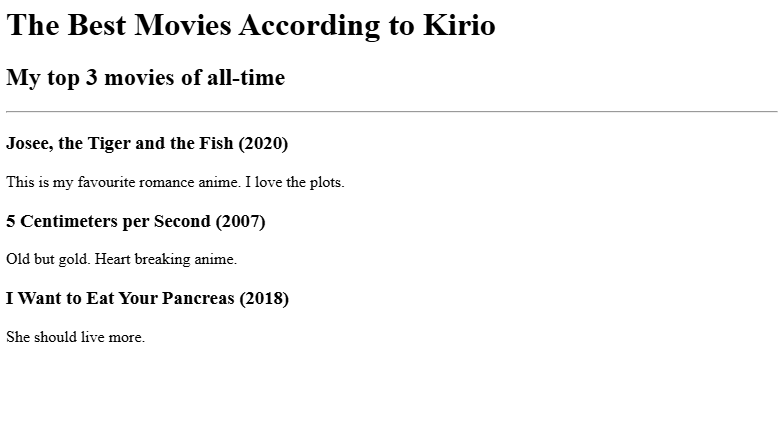 The Best Movies According to Kirio
My top 3 movies of all-time
Josee, the Tiger and the Fish (2020)
This is my favourite romance anime. I love the plots.
5 Centimeters per Second (2007)
Old but gold. Heart breaking anime.
I Want to Eat Your Pancreas (2018)
She should live more.